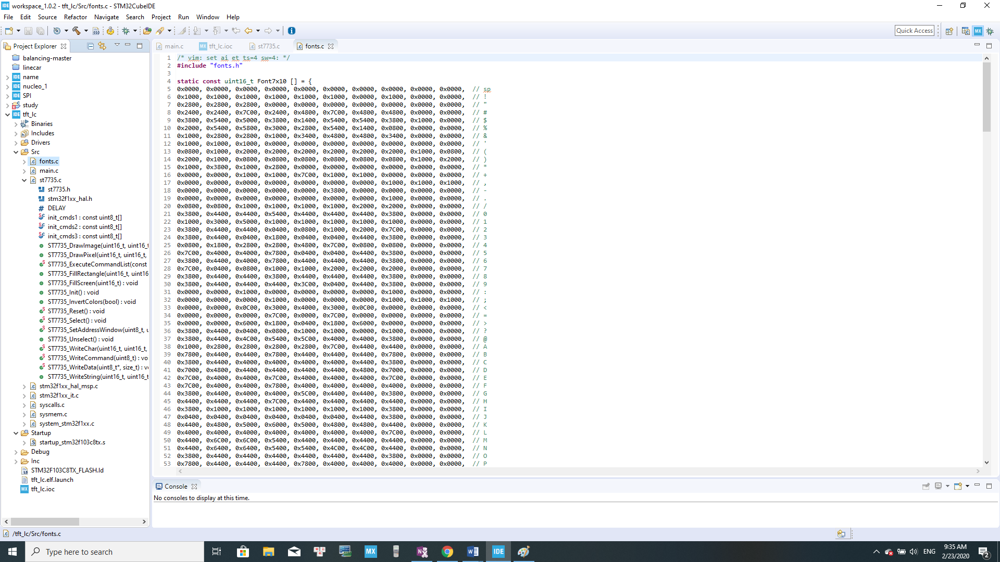 workspace_1.0.2 - tft_lc/Src/fonts.c - STM32CubeIDE
File Edit Source Refactor Navigate Search Project Run Window Help
Quick Access
Project Explorer
balancing-master
linecar
name
nucleo_1
SPI
study
tft_lc
Binaries
Includes
Drivers
Src
fonts.c
main.c
st7735.c
st7735.h
stm32f1xx_hal.h
DELAY
init_cmds1 : const uint8_t[]
init_cmds2 : const uint8_t[]
init_cmds3 : const uint8_t[]
ST7735_DrawImage(uint16_t, uint16_t
ST7735_DrawPixel(uint16_t, uint16_t,
ST7735_ExecuteCommandList(const
ST7735_FillRectangle(uint16_t, uint16
ST7735_FillScreen(uint16_t) : void
ST7735_Init() : void
ST7735_InvertColors(bool) : void
ST7735_Reset() : void
ST7735_Select() : void
ST7735_SetAddressWindow(uint8_t, u
ST7735_Unselect() : void
ST7735_WriteChar(uint16_t, uint16_t,
ST7735_WriteCommand(uint8_t) : vo
ST7735_WriteData(uint8_t*, size_t) : v
ST7735_WriteString(uint16_t, uint16_t
stm32f1xx_hal_msp.c
stm32f1xx_it.c
syscalls.c
sysmem.c
system_stm32f1xx.c
Startup
startup_stm32f103c8tx.s
Debug
Inc
STM32F103C8TX_FLASH.ld
tft_lc.elf.launch
tft_lc.ioc
main.c tft_lc.ioc st7735.c fonts.c
1 /* vim: set ai et ts=4 sw=4: */
2 #include "fonts.h"
3
4 static const uint16_t Font7x10 [] = {
5 0x0000, 0x0000, 0x0000, 0x0000, 0x0000, 0x0000, 0x0000, 0x0000, 0x0000, 0x0000, // sp
6 0x1000, 0x1000, 0x1000, 0x1000, 0x1000, 0x1000, 0x0000, 0x1000, 0x0000, 0x0000, // !
7 0x2800, 0x2800, 0x2800, 0x0000, 0x0000, 0x0000, 0x0000, 0x0000, 0x0000, 0x0000, // "
8 0x2400, 0x2400, 0x7C00, 0x2400, 0x4800, 0x7C00, 0x4800, 0x4800, 0x0000, 0x0000, // #
9 0x3800, 0x5400, 0x5000, 0x3800, 0x1400, 0x5400, 0x5400, 0x3800, 0x1000, 0x0000, // $
10 0x2000, 0x5400, 0x5800, 0x3000, 0x2800, 0x5400, 0x1400, 0x0800, 0x0000, 0x0000, // %
11 0x1000, 0x2800, 0x2800, 0x1000, 0x3400, 0x4800, 0x4800, 0x3400, 0x0000, 0x0000, // &
12 0x1000, 0x1000, 0x1000, 0x0000, 0x0000, 0x0000, 0x0000, 0x0000, 0x0000, 0x0000, // '
13 0x0800, 0x1000, 0x2000, 0x2000, 0x2000, 0x2000, 0x2000, 0x2000, 0x1000, 0x0800, // (
14 0x2000, 0x1000, 0x0800, 0x0800, 0x0800, 0x0800, 0x0800, 0x0800, 0x1000, 0x2000, // )
15 0x1000, 0x3800, 0x1000, 0x2800, 0x0000, 0x0000, 0x0000, 0x0000, 0x0000, 0x0000, // *
16 0x0000, 0x0000, 0x1000, 0x1000, 0x7C00, 0x1000, 0x1000, 0x0000, 0x0000, 0x0000, // +
17 0x0000, 0x0000, 0x0000, 0x0000, 0x0000, 0x0000, 0x0000, 0x1000, 0x1000, 0x1000, // ,
18 0x0000, 0x0000, 0x0000, 0x0000, 0x0000, 0x3800, 0x0000, 0x0000, 0x0000, 0x0000, // -
19 0x0000, 0x0000, 0x0000, 0x0000, 0x0000, 0x0000, 0x0000, 0x1000, 0x0000, 0x0000, // .
20 0x0800, 0x0800, 0x1000, 0x1000, 0x1000, 0x1000, 0x2000, 0x2000, 0x0000, 0x0000, // /
21 0x3800, 0x4400, 0x4400, 0x5400, 0x4400, 0x4400, 0x4400, 0x3800, 0x0000, 0x0000, // 0
22 0x1000, 0x3000, 0x5000, 0x1000, 0x1000, 0x1000, 0x1000, 0x1000, 0x0000, 0x0000, // 1
23 0x3800, 0x4400, 0x4400, 0x0400, 0x0800, 0x1000, 0x2000, 0x7C00, 0x0000, 0x0000, // 2
24 0x3800, 0x4400, 0x0400, 0x1800, 0x0400, 0x0400, 0x4400, 0x3800, 0x0000, 0x0000, // 3
25 0x0800, 0x1800, 0x2800, 0x2800, 0x4800, 0x7C00, 0x0800, 0x0800, 0x0000, 0x0000, // 4
26 0x7C00, 0x4000, 0x4000, 0x7800, 0x0400, 0x0400, 0x4400, 0x3800, 0x0000, 0x0000, // 5
27 0x3800, 0x4400, 0x4000, 0x7800, 0x4400, 0x4400, 0x4400, 0x3800, 0x0000, 0x0000, // 6
28 0x7C00, 0x0400, 0x0800, 0x1000, 0x1000, 0x2000, 0x2000, 0x2000, 0x0000, 0x0000, // 7
29 0x3800, 0x4400, 0x4400, 0x3800, 0x4400, 0x4400, 0x4400, 0x3800, 0x0000, 0x0000, // 8
30 0x3800, 0x4400, 0x4400, 0x4400, 0x3C00, 0x0400, 0x4400, 0x3800, 0x0000, 0x0000, // 9
31 0x0000, 0x0000, 0x1000, 0x0000, 0x0000, 0x0000, 0x0000, 0x1000, 0x0000, 0x0000, // :
32 0x0000, 0x0000, 0x0000, 0x1000, 0x0000, 0x0000, 0x0000, 0x1000, 0x1000, 0x1000, // ;
33 0x0000, 0x0000, 0x0C00, 0x3000, 0x4000, 0x3000, 0x0C00, 0x0000, 0x0000, 0x0000, // <
34 0x0000, 0x0000, 0x0000, 0x7C00, 0x0000, 0x7C00, 0x0000, 0x0000, 0x0000, 0x0000, // =
35 0x0000, 0x0000, 0x6000, 0x1800, 0x0400, 0x1800, 0x6000, 0x0000, 0x0000, 0x0000, // >
36 0x3800, 0x4400, 0x0400, 0x0800, 0x1000, 0x1000, 0x0000, 0x1000, 0x0000, 0x0000, // ?
37 0x3800, 0x4400, 0x4C00, 0x5400, 0x5C00, 0x4000, 0x4000, 0x3800, 0x0000, 0x0000, // @
38 0x1000, 0x2800, 0x2800, 0x2800, 0x2800, 0x7C00, 0x4400, 0x4400, 0x0000, 0x0000, // A
39 0x7800, 0x4400, 0x4400, 0x7800, 0x4400, 0x4400, 0x4400, 0x7800, 0x0000, 0x0000, // B
40 0x3800, 0x4400, 0x4000, 0x4000, 0x4000, 0x4000, 0x4400, 0x3800, 0x0000, 0x0000, // C
41 0x7000, 0x4800, 0x4400, 0x4400, 0x4400, 0x4400, 0x4800, 0x7000, 0x0000, 0x0000, // D
42 0x7C00, 0x4000, 0x4000, 0x7C00, 0x4000, 0x4000, 0x4000, 0x7C00, 0x0000, 0x0000, // E
43 0x7C00, 0x4000, 0x4000, 0x7800, 0x4000, 0x4000, 0x4000, 0x4000, 0x0000, 0x0000, // F
44 0x3800, 0x4400, 0x4000, 0x4000, 0x5C00, 0x4400, 0x4400, 0x3800, 0x0000, 0x0000, // G
45 0x4400, 0x4400, 0x4400, 0x7C00, 0x4400, 0x4400, 0x4400, 0x4400, 0x0000, 0x0000, // H
46 0x3800, 0x1000, 0x1000, 0x1000, 0x1000, 0x1000, 0x1000, 0x3800, 0x0000, 0x0000, // I
47 0x0400, 0x0400, 0x0400, 0x0400, 0x0400, 0x0400, 0x4400, 0x3800, 0x0000, 0x0000, // J
48 0x4400, 0x4800, 0x5000, 0x6000, 0x5000, 0x4800, 0x4800, 0x4400, 0x0000, 0x0000, // K
49 0x4000, 0x4000, 0x4000, 0x4000, 0x4000, 0x4000, 0x4000, 0x7C00, 0x0000, 0x0000, // L
50 0x4400, 0x6C00, 0x6C00, 0x5400, 0x4400, 0x4400, 0x4400, 0x4400, 0x0000, 0x0000, // M
51 0x4400, 0x6400, 0x6400, 0x5400, 0x5400, 0x4C00, 0x4C00, 0x4400, 0x0000, 0x0000, // N
52 0x3800, 0x4400, 0x4400, 0x4400, 0x4400, 0x4400, 0x4400, 0x3800, 0x0000, 0x0000, // O
53 0x7800, 0x4400, 0x4400, 0x4400, 0x7800, 0x4000, 0x4000, 0x4000, 0x0000, 0x0000, // P
Console
No consoles to display at this time.
/tft_lc/Src/fonts.c
Type here to search
ENG
9:35 AM
2/23/2020
2